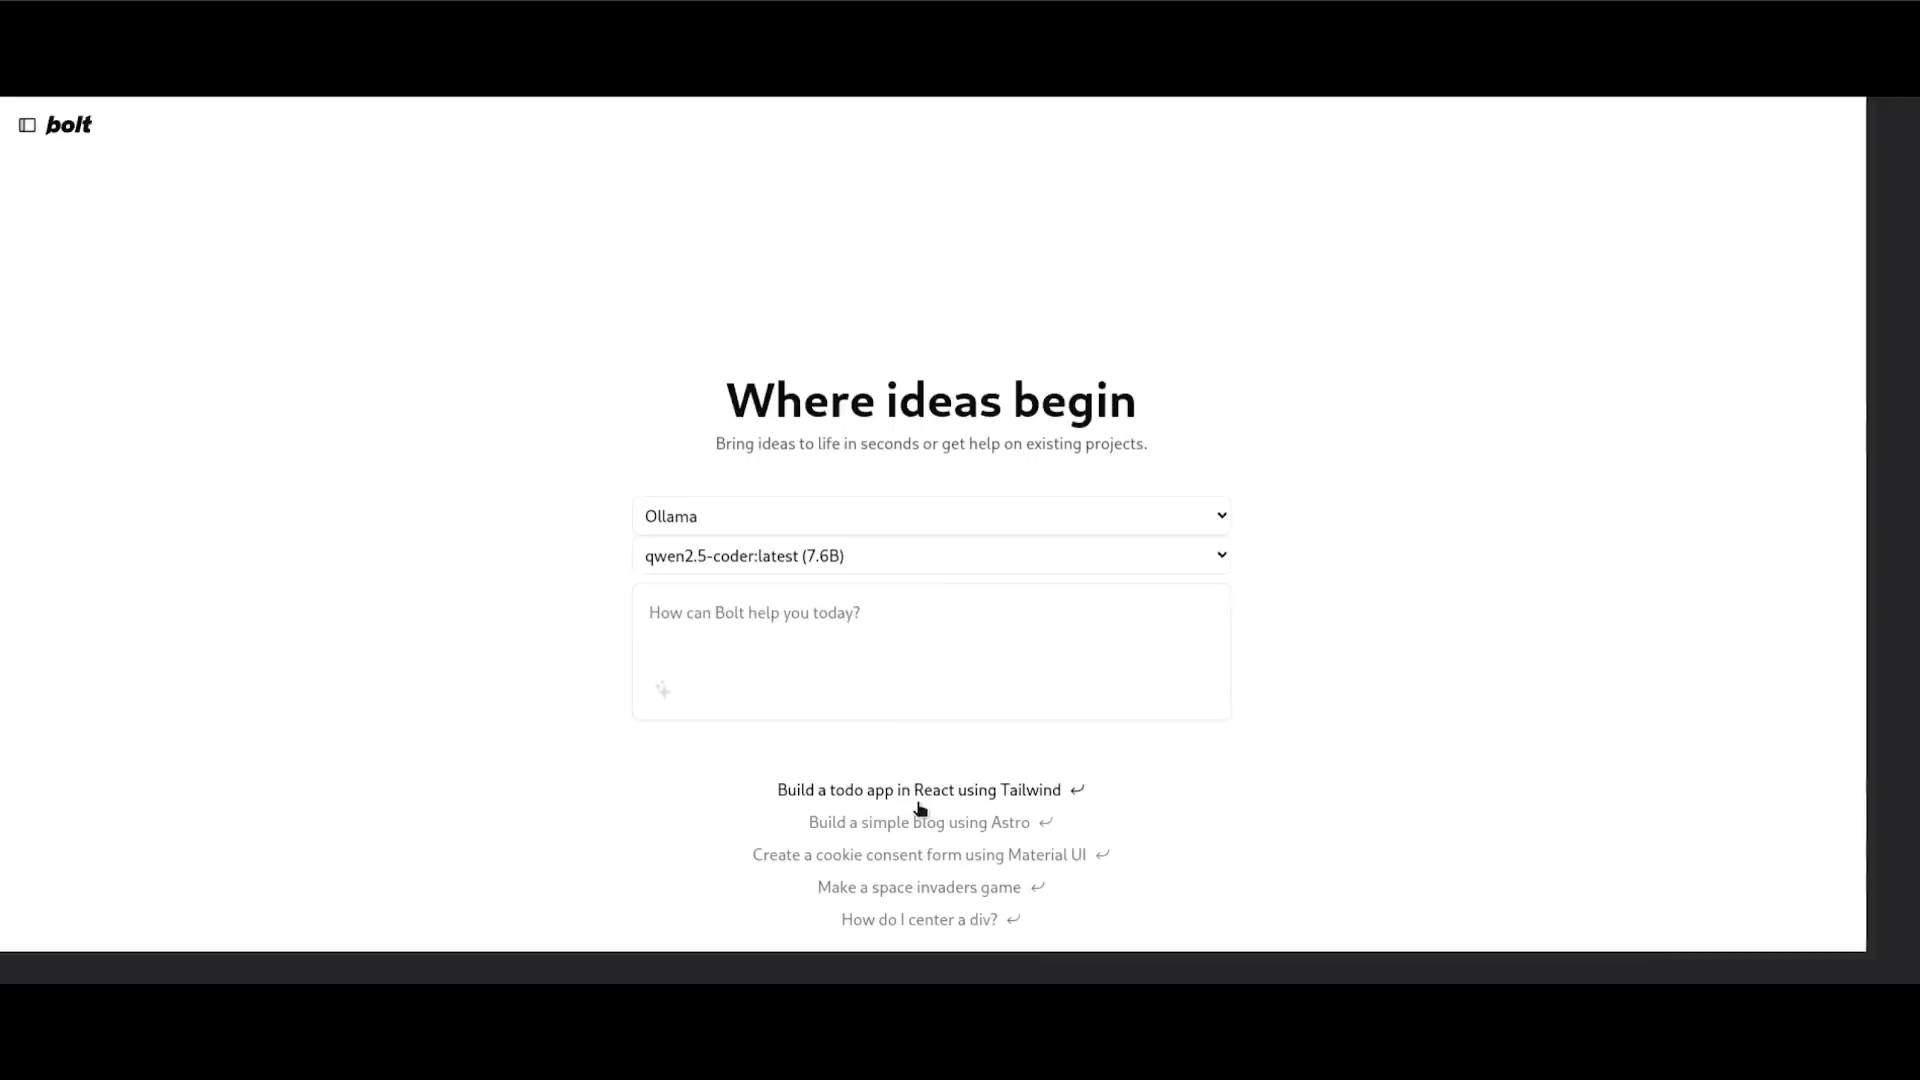 bolt
Where ideas begin
Bring ideas to life in seconds or get help on existing projects.
Ollama
qwen2.5-coder:latest (7.6B)
How can Bolt help you today?
Build a todo app in React using Tailwind
Build a simple blog using Astro
Create a cookie consent form using Material UI
Make a space invaders game
How do I center a div?